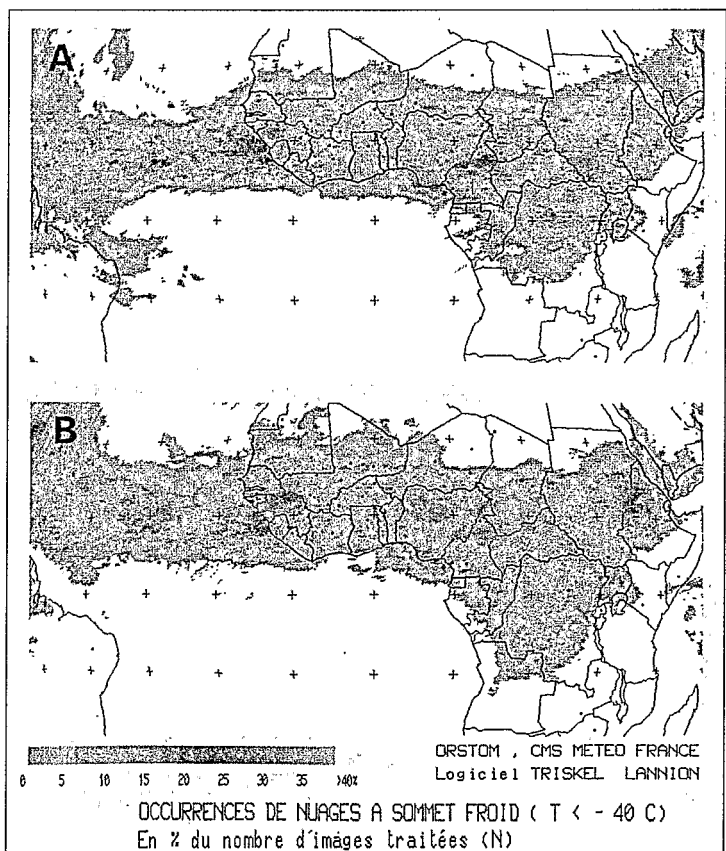 A
B
ORSTOM , CMS METEO FRANCE
Logiciel TRISKEL LANNION
0 5 10 15 20 25 30 35 >40%
OCCURRENCES DE NUAGES A SOMMET FROID ( T < - 40 C)
En % du nombre d'images traitées (N)